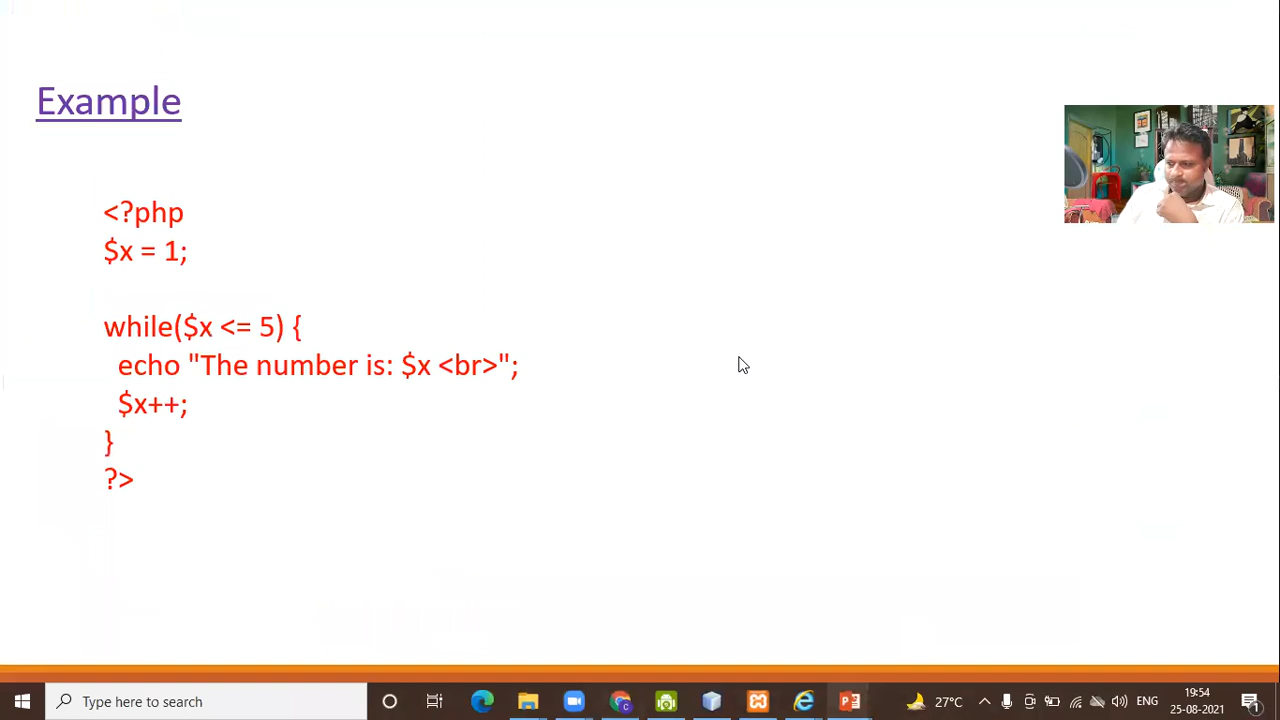 Example
<?php
$x = 1;
while($x <= 5) {
echo "The number is: $x <br>";
$x++;
}
?>
Type here to search
27°C
ENG
19:54
25-08-2021
1